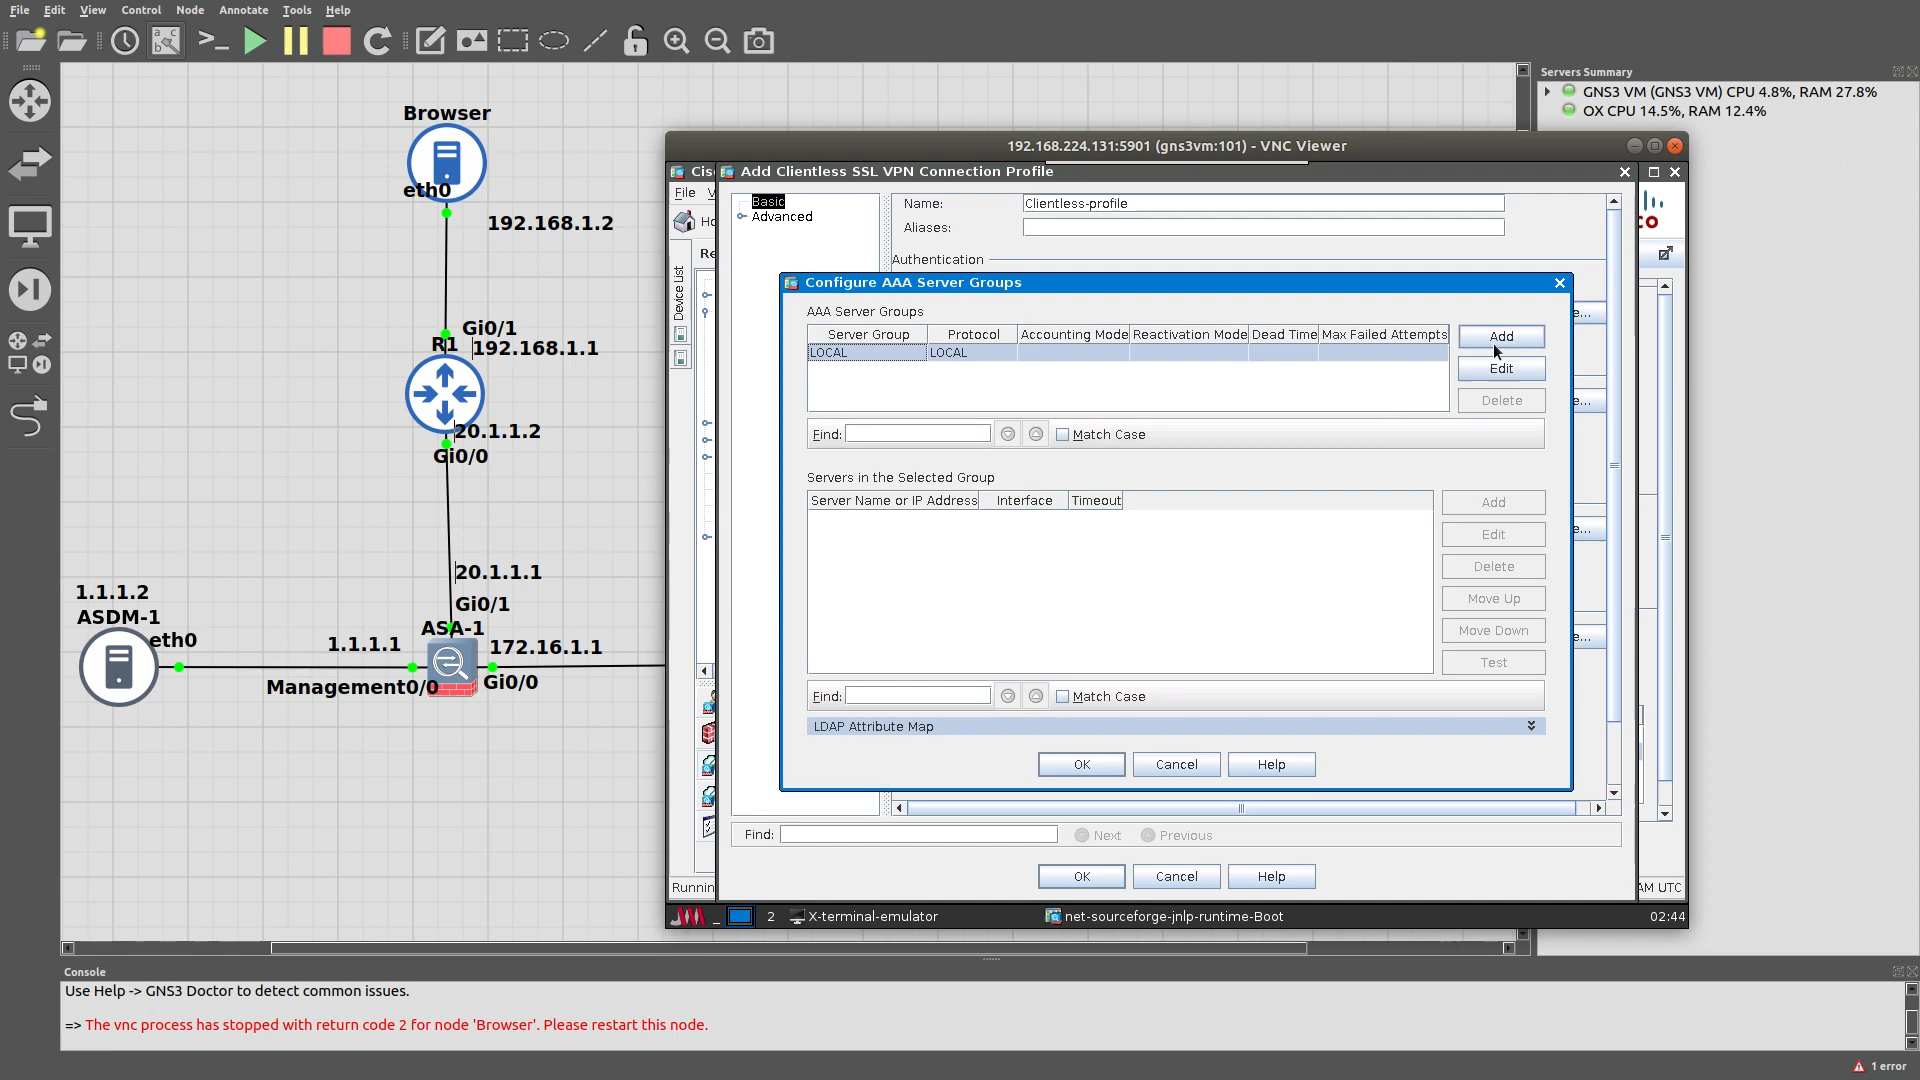 File Edit View Control Node Annotate Tools Help
Servers Summary
GNS3 VM (GNS3 VM) CPU 4.8%, RAM 27.8%
OX CPU 14.5%, RAM 12.4%
Browser
eth0
192.168.1.2
Gi0/1
R1
192.168.1.1
20.1.1.2
Gi0/0
20.1.1.1
Gi0/1
1.1.1.2
ASDM-1
eth0
1.1.1.1
ASA-1
172.16.1.1
Management0/0
Gi0/0
192.168.224.131:5901 (gns3vm:101) - VNC Viewer
Cis
Add Clientless SSL VPN Connection Profile
File V
Ho
Device List
Re
Basic
Advanced
Name: Clientless-profile
Aliases:
Authentication
Configure AAA Server Groups
AAA Server Groups
Server Group Protocol Accounting Mode Reactivation Mode Dead Time Max Failed Attempts
LOCAL LOCAL
Add
Edit
Delete
Find: Match Case
Servers in the Selected Group
Server Name or IP Address Interface Timeout
Add
Edit
Delete
Move Up
Move Down
Test
Find: Match Case
LDAP Attribute Map
OK Cancel Help
Find: Next Previous
OK Cancel Help
Runnin
AM UTC
2 X-terminal-emulator net-sourceforge-jnlp-runtime-Boot 02:44
Console
Use Help -> GNS3 Doctor to detect common issues.
=> The vnc process has stopped with return code 2 for node 'Browser'. Please restart this node.
1 error